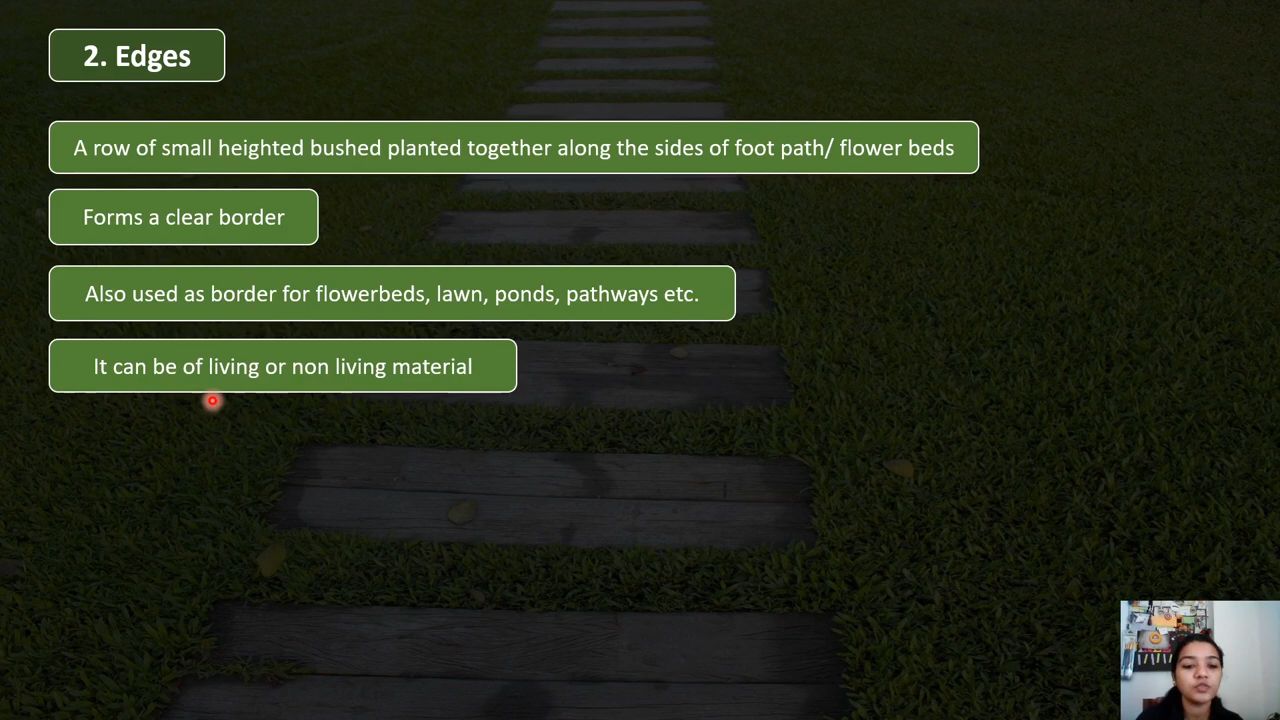 2. Edges
A row of small heighted bushed planted together along the sides of foot path/ flower beds
Forms a clear border
Also used as border for flowerbeds, lawn, ponds, pathways etc.
It can be of living or non living material